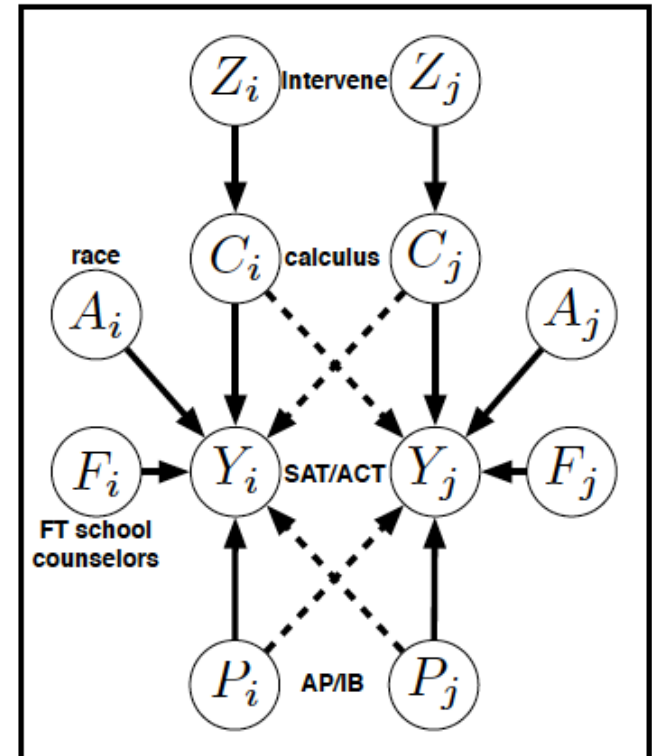 Z_i Intervene Z_j
race
C_i calculus C_j
A_i A_j
F_i Y_i SAT/ACT Y_j F_j
FT school
counselors
P_i AP/IB P_j